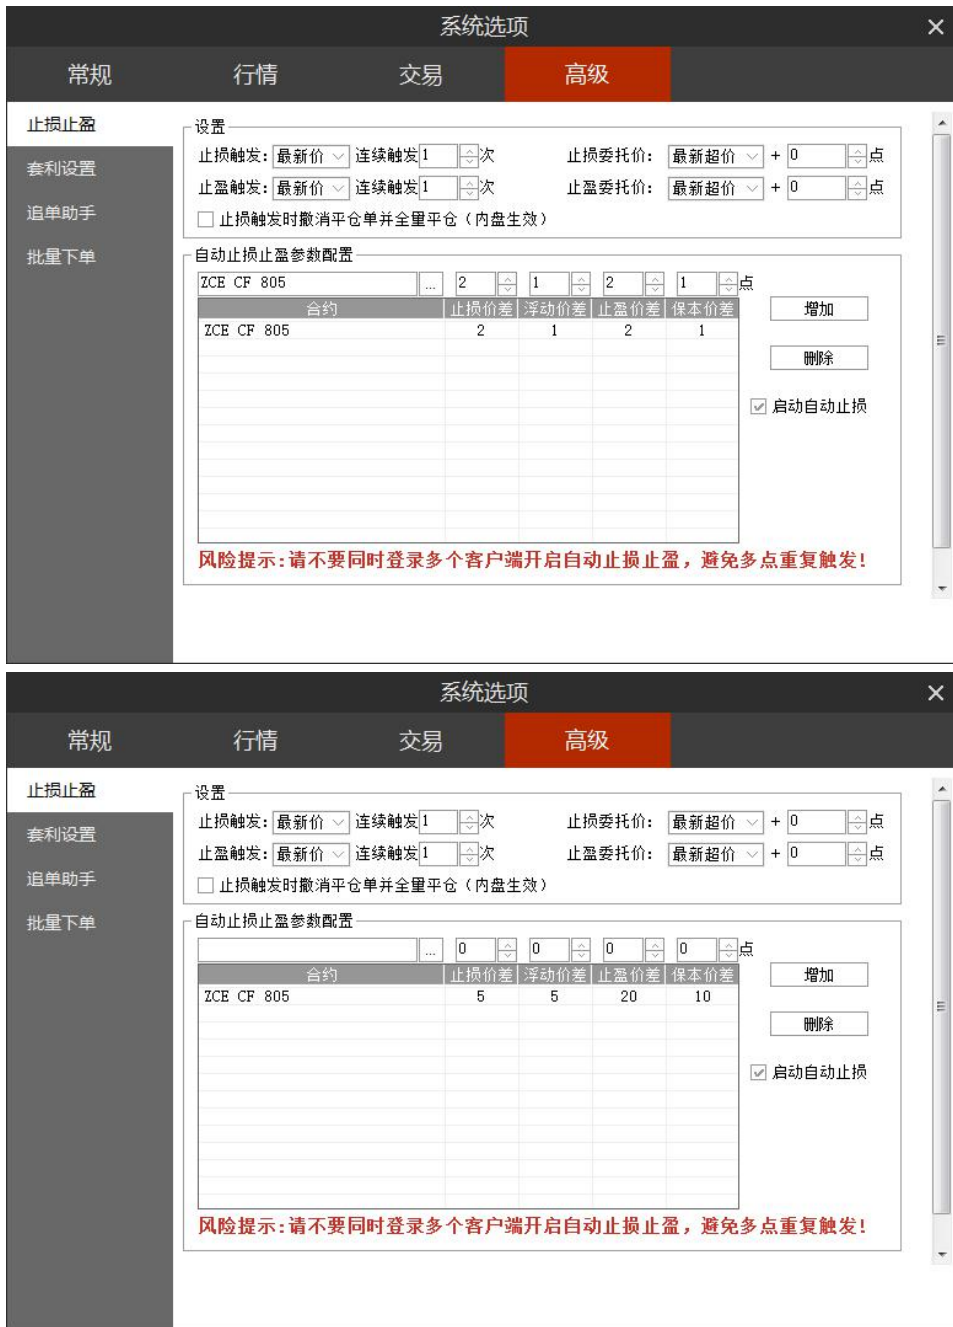 系统选项
常规 行情 交易 高级
止损止盈
套利设置
追单助手
批量下单
设置
止损触发: 最新价 连续触发 1 次 止损委托价: 最新超价 + 0 点
止盈触发: 最新价 连续触发 1 次 止盈委托价: 最新超价 + 0 点
止损触发时撤消平仓单并全量平仓（内盘生效）
自动止损止盈参数配置
ZCE CF 805 ... 2 1 2 1 点
合约 止损价差 浮动价差 止盈价差 保本价差 增加
ZCE CF 805 2 1 2 1
删除
启动自动止损
风险提示:请不要同时登录多个客户端开启自动止损止盈，避免多点重复触发!
系统选项
常规 行情 交易 高级
止损止盈
套利设置
追单助手
批量下单
设置
止损触发: 最新价 连续触发 1 次 止损委托价: 最新超价 + 0 点
止盈触发: 最新价 连续触发 1 次 止盈委托价: 最新超价 + 0 点
止损触发时撤消平仓单并全量平仓（内盘生效）
自动止损止盈参数配置
... 0 0 0 0 点
合约 止损价差 浮动价差 止盈价差 保本价差 增加
ZCE CF 805 5 5 20 10
删除
启动自动止损
风险提示:请不要同时登录多个客户端开启自动止损止盈，避免多点重复触发!